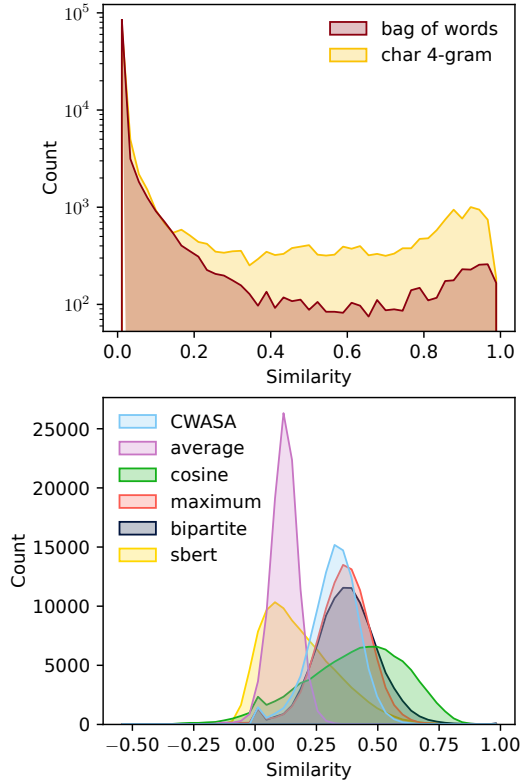 10^5
10^4
10^3
10^2
Count
bag of words
char 4-gram
0.0 0.2 0.4 0.6 0.8 1.0
Similarity
25000
20000
15000
10000
5000
0
Count
CWASA
average
cosine
maximum
bipartite
sbert
−0.50 −0.25 0.00 0.25 0.50 0.75 1.00
Similarity